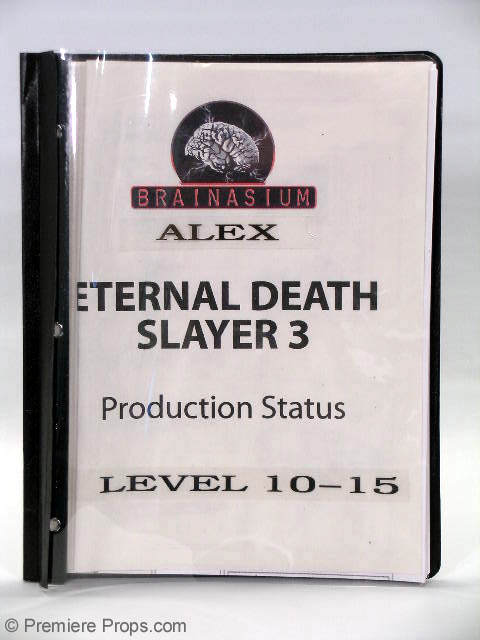 BRAINASIUM
ALEX
ETERNAL DEATH
SLAYER 3
Production Status
LEVEL 10-15
© Premiere Props.com